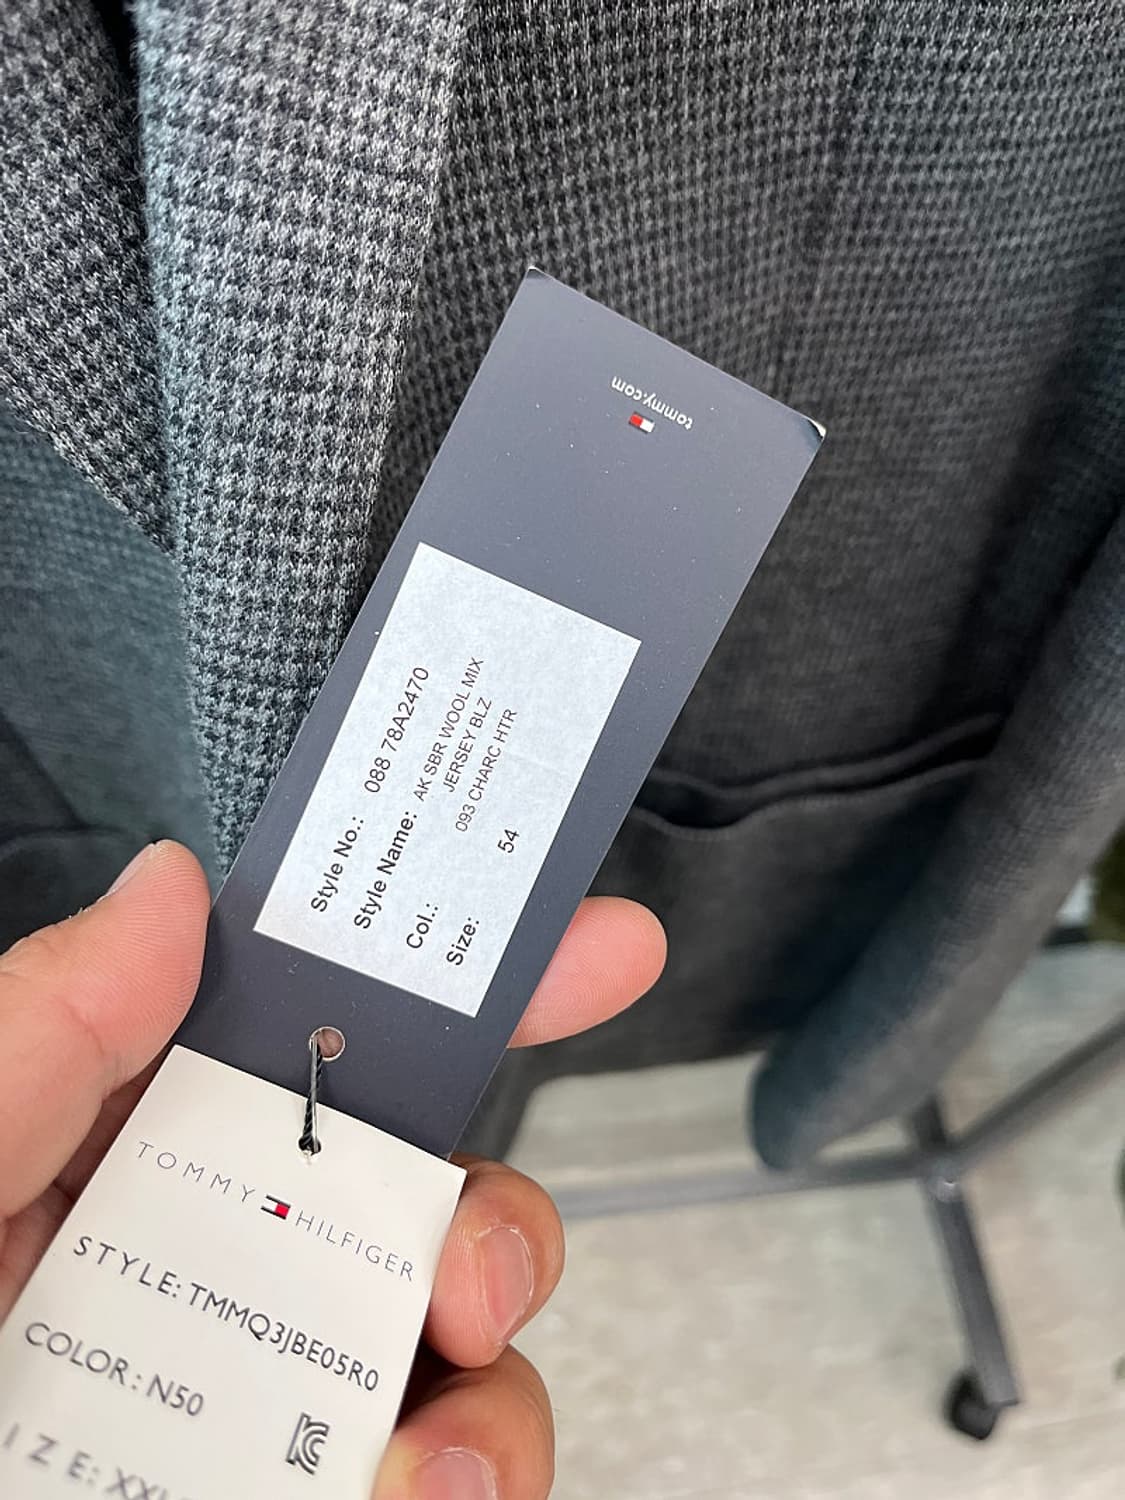 tommy.com
Style No.: 088 78A2470
Style Name: AK SBR WOOL MIX
JERSEY BLZ
Col.: 093 CHARC HTR
Size: 54
TOMMY HILFIGER
STYLE: TMMQ3JBE05R0
COLOR: N50